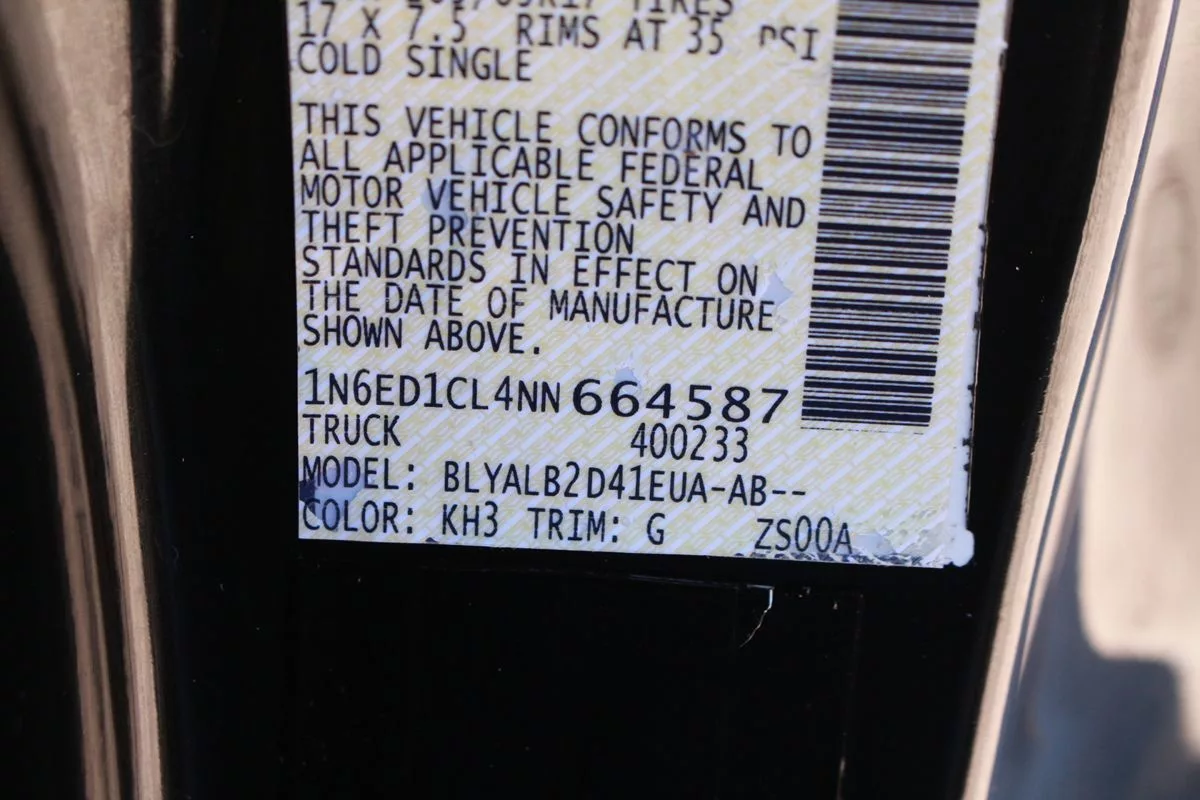 17 X 7.5 RIMS AT 35 PSI
COLD SINGLE
THIS VEHICLE CONFORMS TO
ALL APPLICABLE FEDERAL
MOTOR VEHICLE SAFETY AND
THEFT PREVENTION
STANDARDS IN EFFECT ON
THE DATE OF MANUFACTURE
SHOWN ABOVE.
1N6ED1CL4NN664587
TRUCK 400233
MODEL: BLYALB2D41EUA-AB--
COLOR: KH3 TRIM: G ZS00A